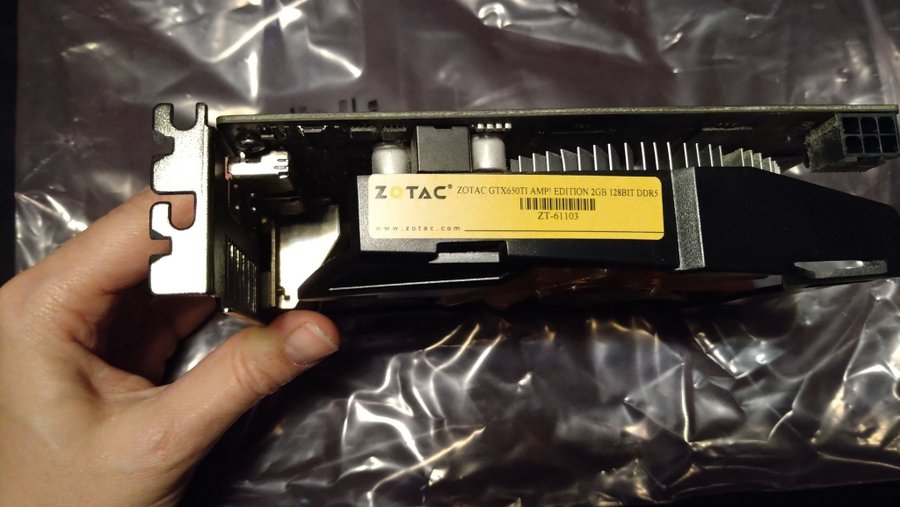 ZOTAC® ZOTAC GTX650TI AMP! EDITION 2GB 128BIT DDR5
ZT-61103
www.zotac.com